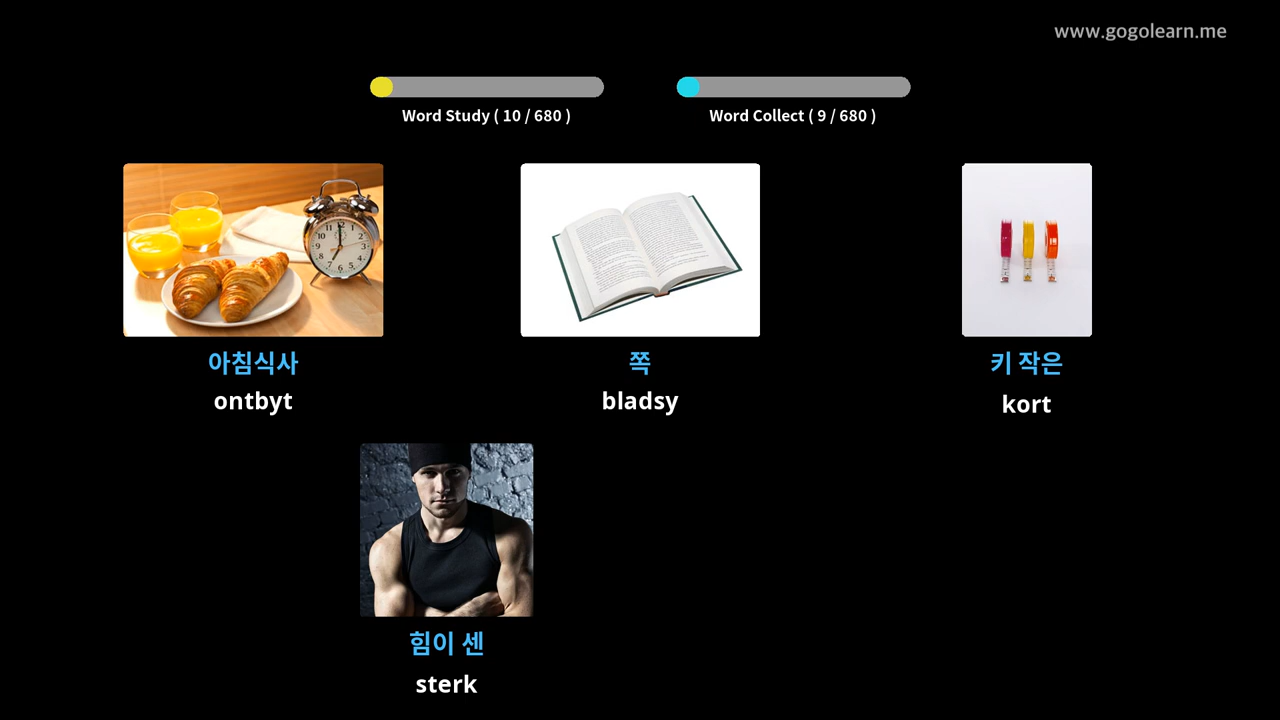 www.gogolearn.me
Word Study ( 10 / 680 )
Word Collect ( 9 / 680 )
아침식사
ontbyt
쪽
bladsy
키 작은
kort
힘이 센
sterk